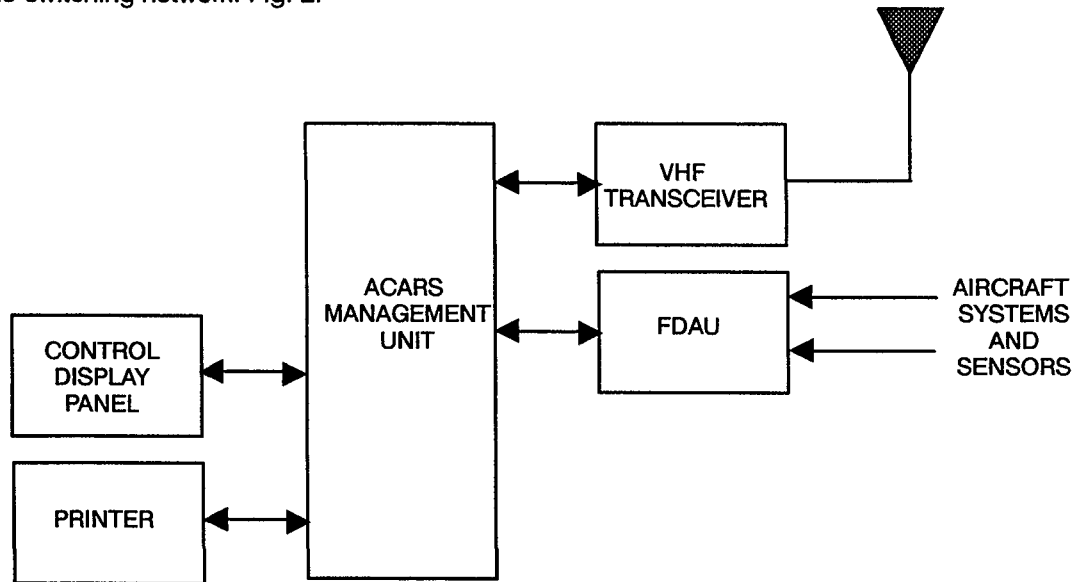 switching network. Fig. 2.
VHF
TRANSCEIVER
ACARS
MANAGEMENT
UNIT
FDAU
AIRCRAFT
SYSTEMS
AND
SENSORS
CONTROL
DISPLAY
PANEL
PRINTER